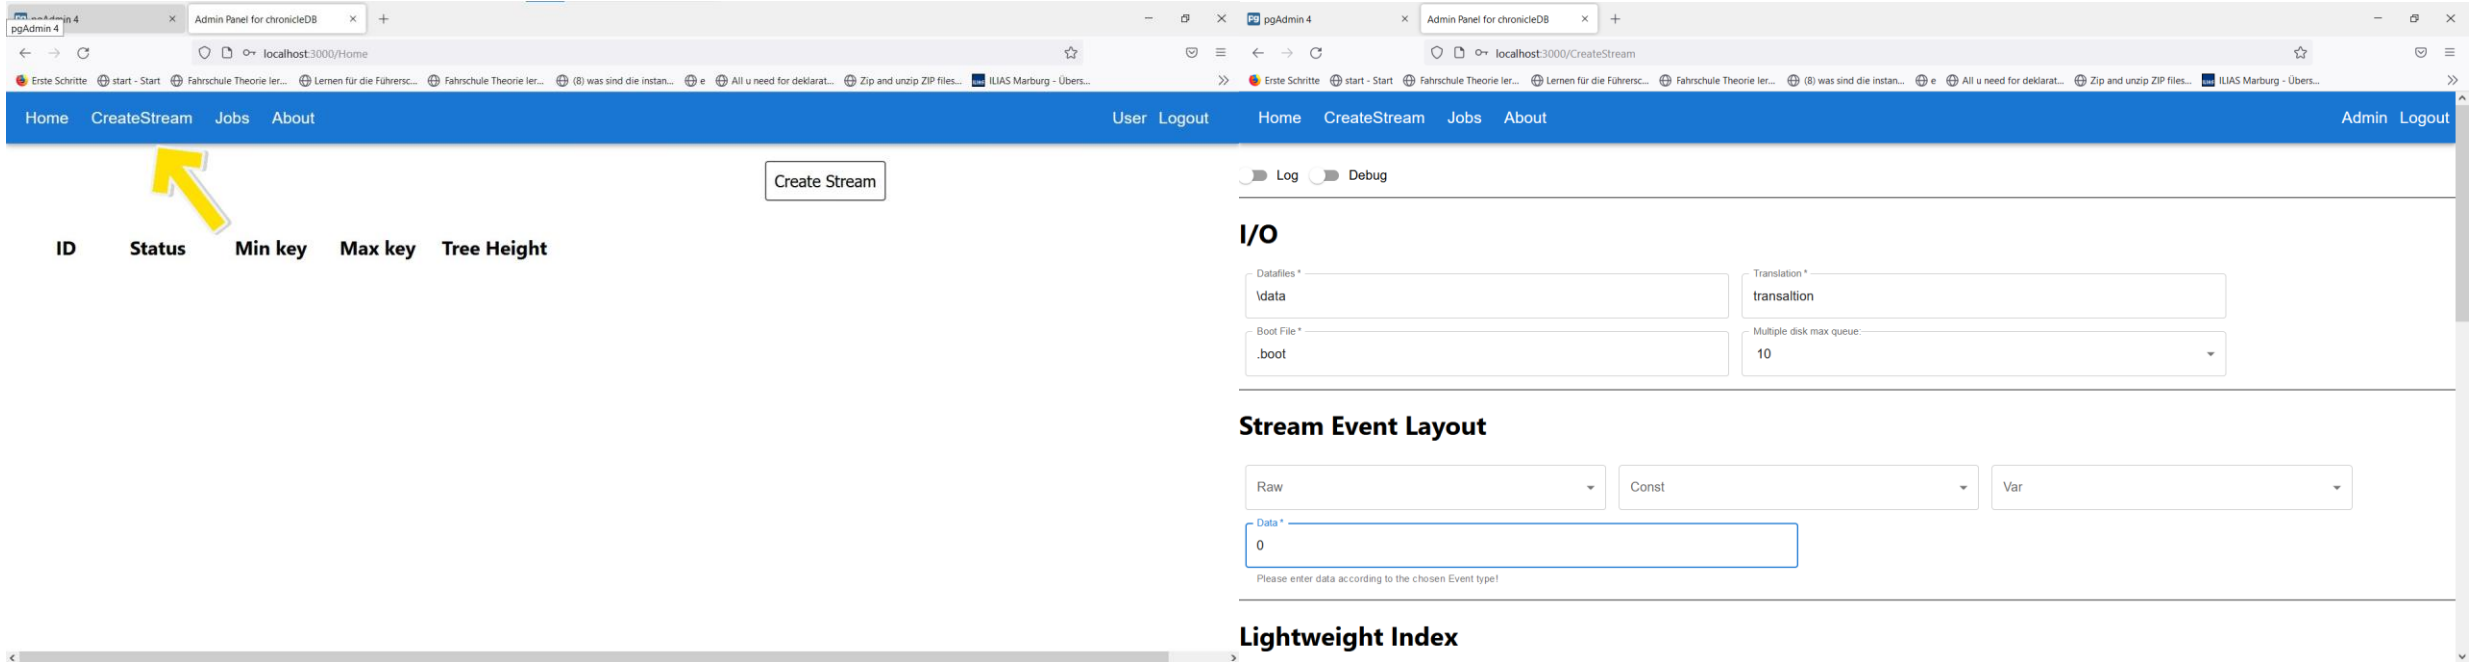 pgAdmin 4
Admin Panel for chronicleDB
pgAdmin 4
localhost:3000/Home
Erste Schritte start - Start Fahrschule Theorie ler... Lernen für die Führersc... Fahrschule Theorie ler... (8) was sind die instan... e All u need for deklarat... Zip and unzip ZIP files... ILIAS Marburg - Übers...
Home CreateStream Jobs About User Logout
Create Stream
ID Status Min key Max key Tree Height
pgAdmin 4
Admin Panel for chronicleDB
localhost:3000/CreateStream
Erste Schritte start - Start Fahrschule Theorie ler... Lernen für die Führersc... Fahrschule Theorie ler... (8) was sind die instan... e All u need for deklarat... Zip and unzip ZIP files... ILIAS Marburg - Übers...
Home CreateStream Jobs About Admin Logout
Log Debug
I/O
Datafiles * Translation *
\data transaltion
Boot File * Multiple disk max queue:
.boot 10
Stream Event Layout
Raw Const Var
Data *
0
Please enter data according to the chosen Event type!
Lightweight Index